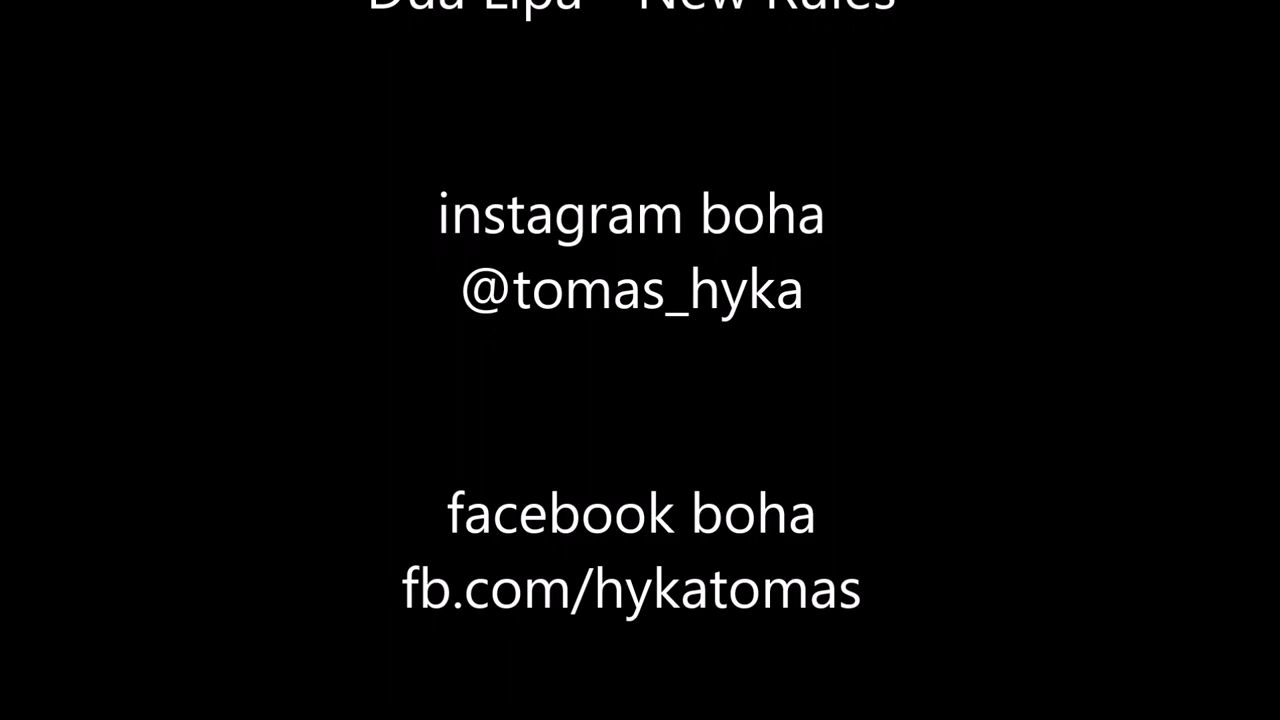 Dua Lipa - New Rules
instagram boha
@tomas_hyka
facebook boha
fb.com/hykatomas